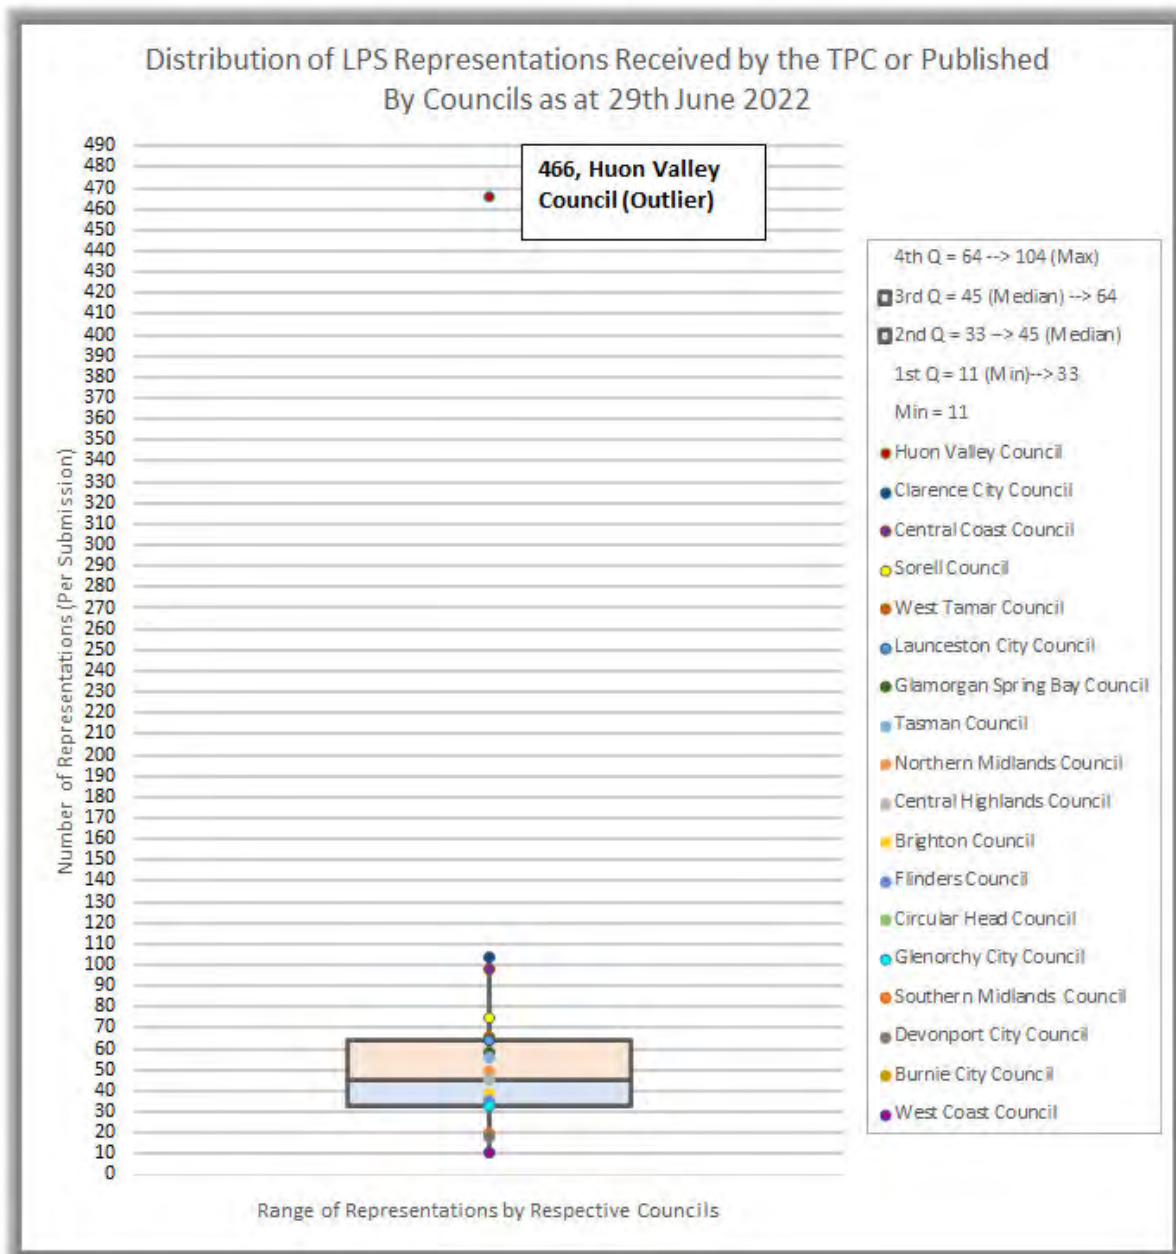 Distribution of LPS Representations Received by the TPC or Published
By Councils as at 29th June 2022
466, Huon Valley
Council (Outlier)
Number of Representations (Per Submission)
490
480
470
460
450
440
430
420
410
400
390
380
370
360
350
340
330
320
310
300
290
280
270
260
250
240
230
220
210
200
190
180
170
160
150
140
130
120
110
100
90
80
70
60
50
40
30
20
10
0
Range of Representations by Respective Councils
4th Q = 64 --> 104 (Max)
3rd Q = 45 (Median) --> 64
2nd Q = 33 --> 45 (Median)
1st Q = 11 (Min)--> 33
Min = 11
Huon Valley Council
Clarence City Council
Central Coast Council
Sorell Council
West Tamar Council
Launceston City Council
Glamorgan Spring Bay Council
Tasman Council
Northern Midlands Council
Central Highlands Council
Brighton Council
Flinders Council
Circular Head Council
Glenorchy City Council
Southern Midlands Council
Devonport City Council
Burnie City Council
West Coast Council